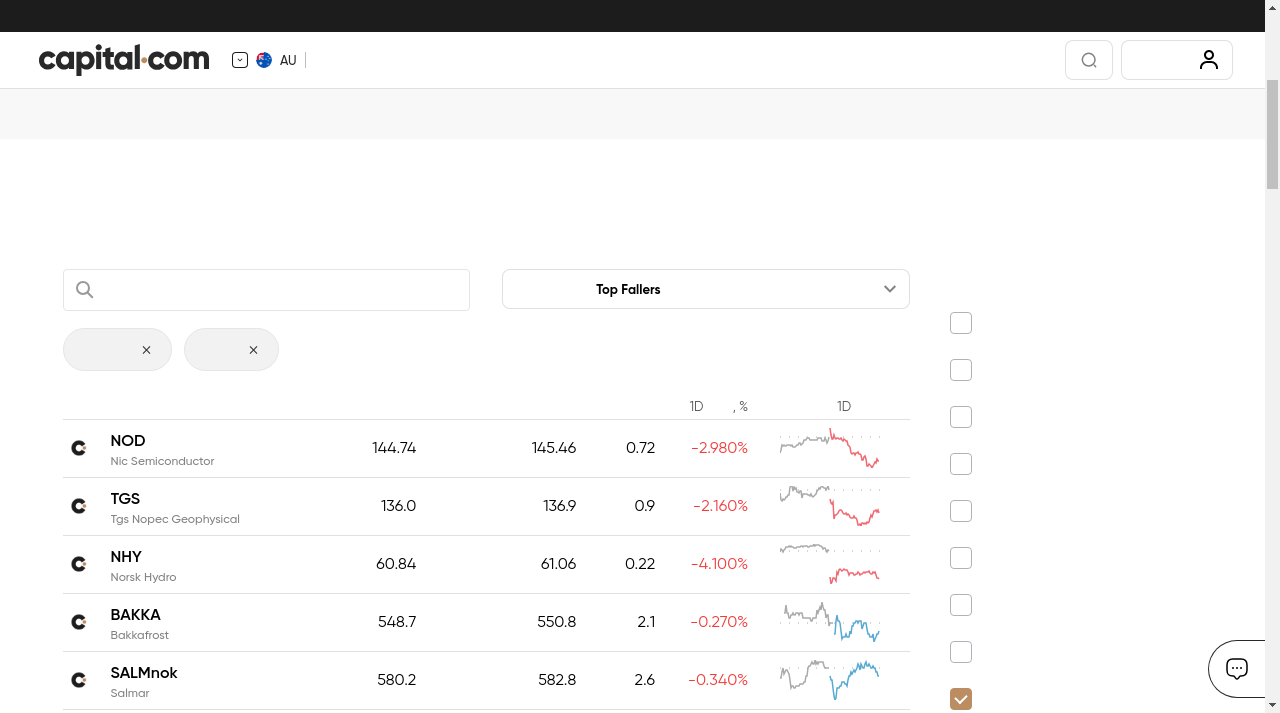 capital.com
AU
Top Fallers
1D , % 1D
NOD 144.74 145.46 0.72 -2.980%
Nic Semiconductor
TGS 136.0 136.9 0.9 -2.160%
Tgs Nopec Geophysical
NHY 60.84 61.06 0.22 -4.100%
Norsk Hydro
BAKKA 548.7 550.8 2.1 -0.270%
Bakkafrost
SALMnok 580.2 582.8 2.6 -0.340%
Salmar